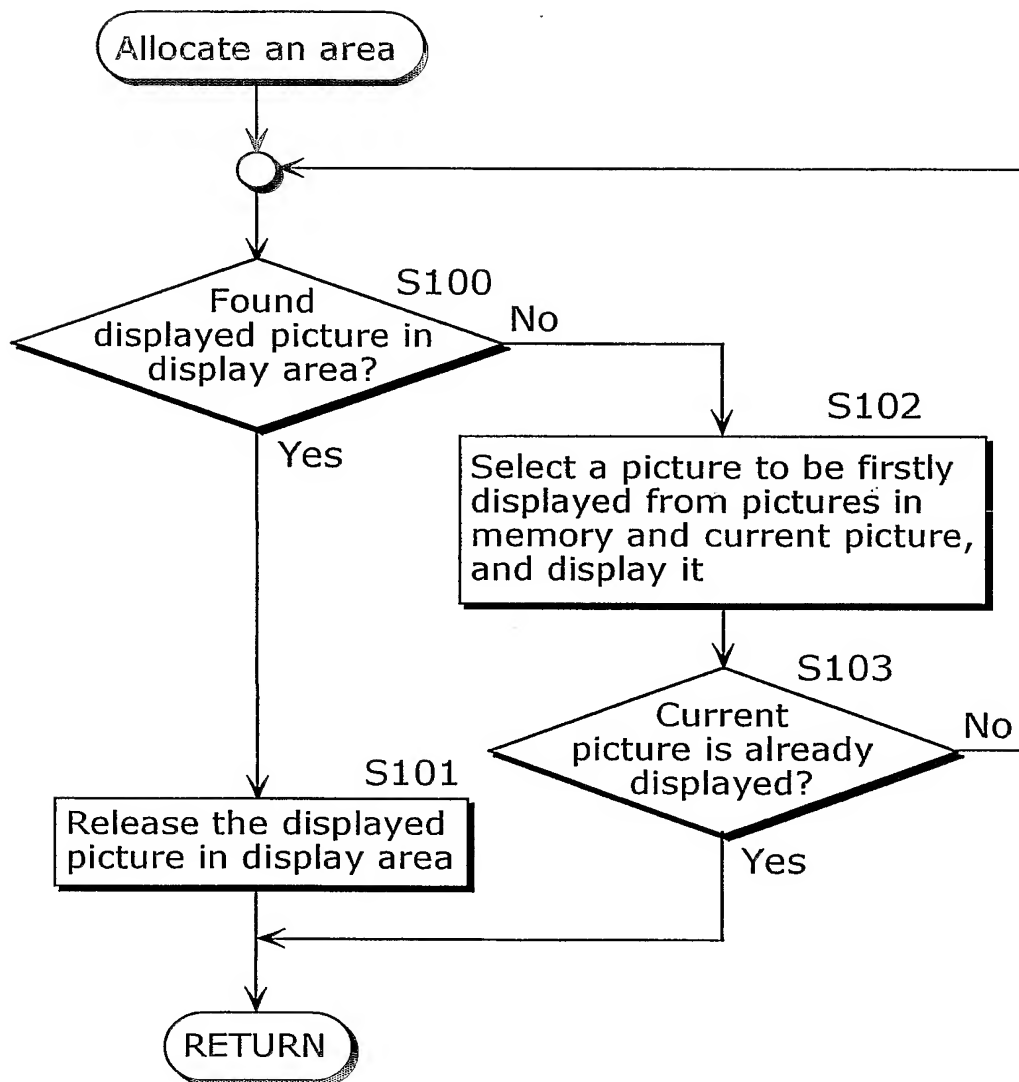 Allocate an area
S100
Found
displayed picture in
display area?
No
Yes
S102
Select a picture to be firstly
displayed from pictures in
memory and current picture,
and display it
S103
Current
picture is already
displayed?
No
Yes
S101
Release the displayed
picture in display area
RETURN